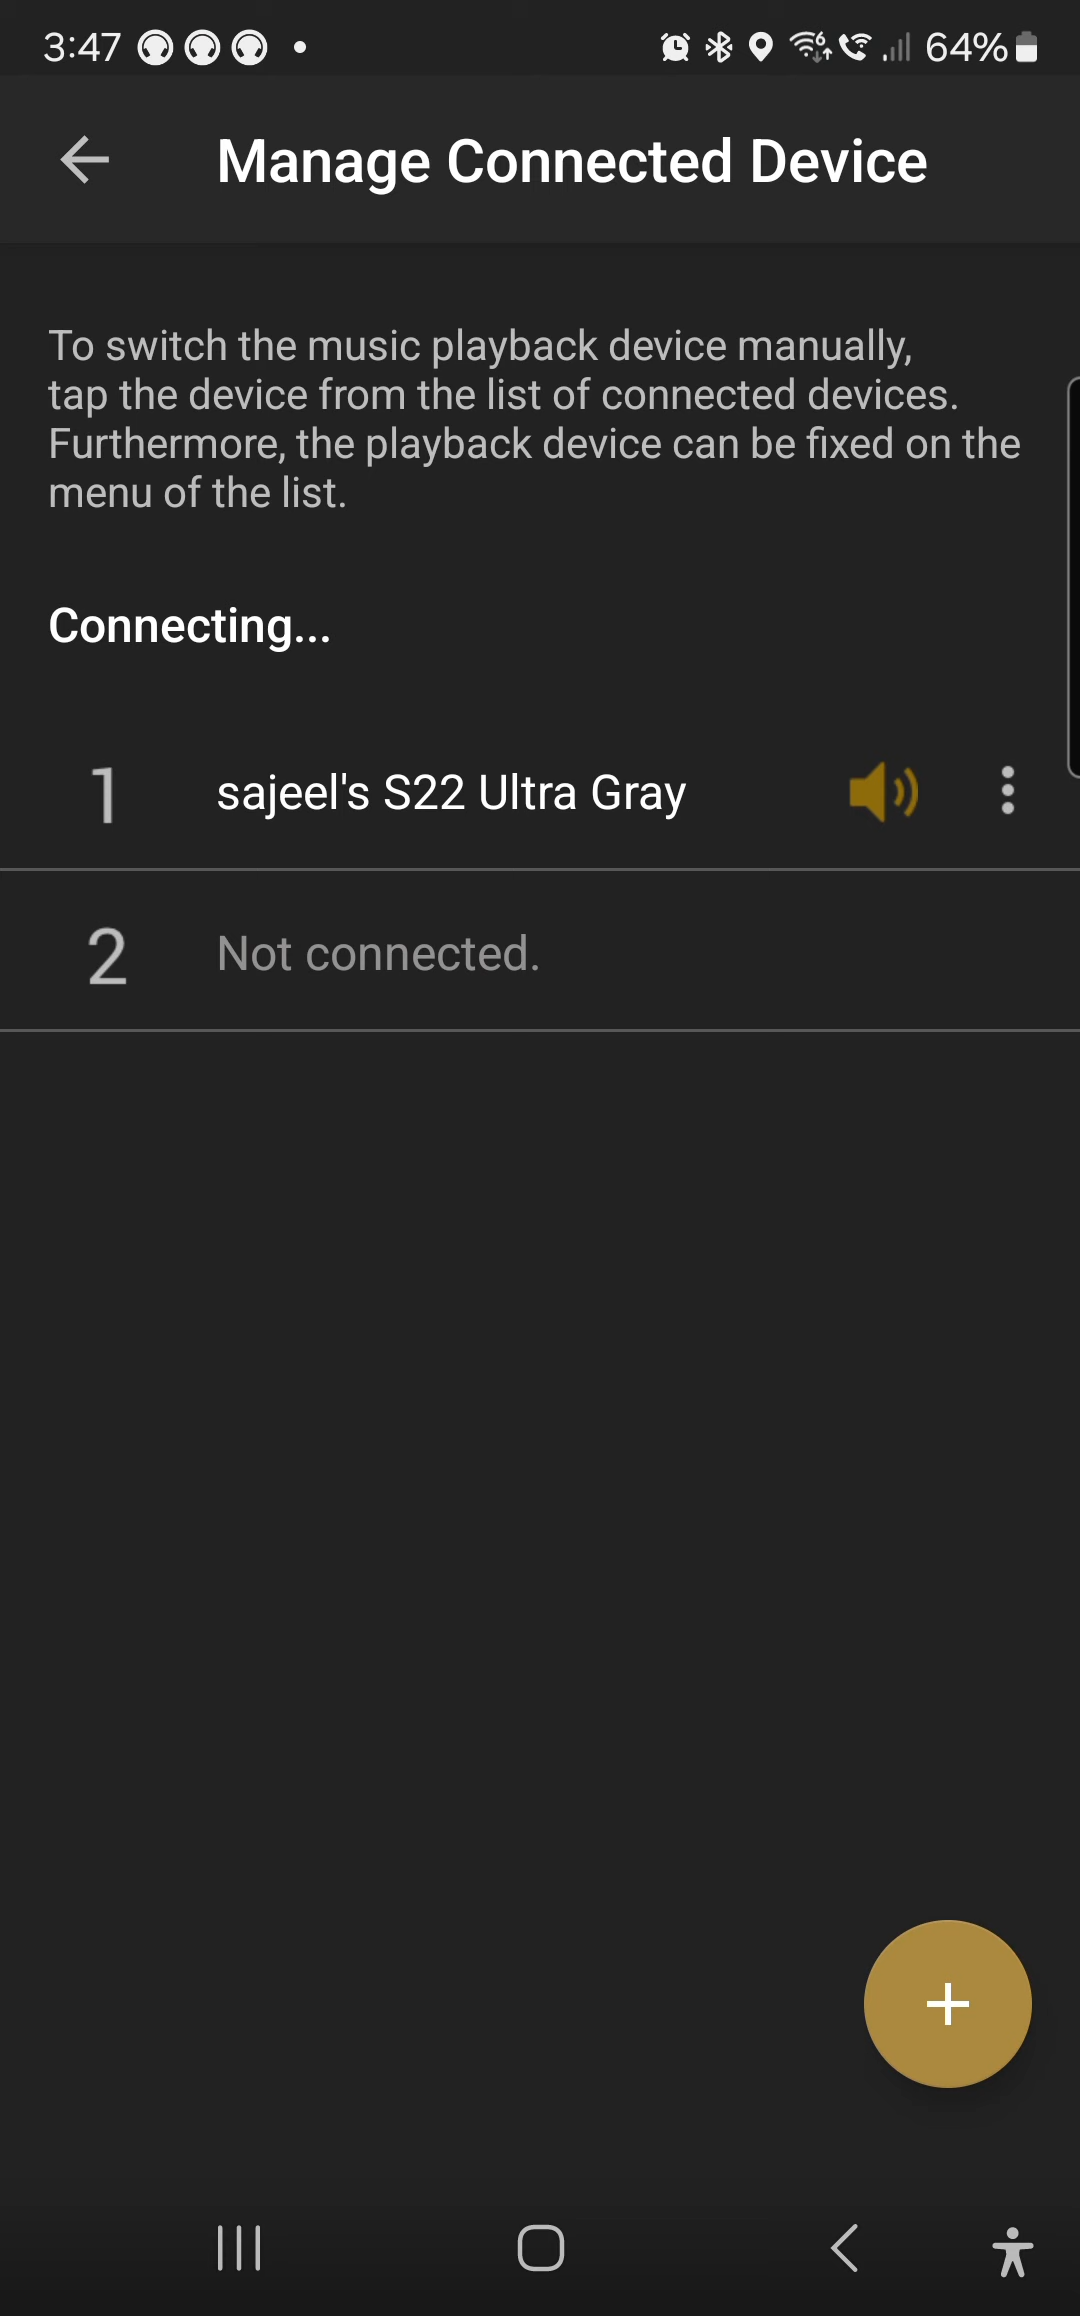 3:47
64%
Manage Connected Device
To switch the music playback device manually,
tap the device from the list of connected devices.
Furthermore, the playback device can be fixed on the
menu of the list.
Connecting...
1 sajeel's S22 Ultra Gray
2 Not connected.